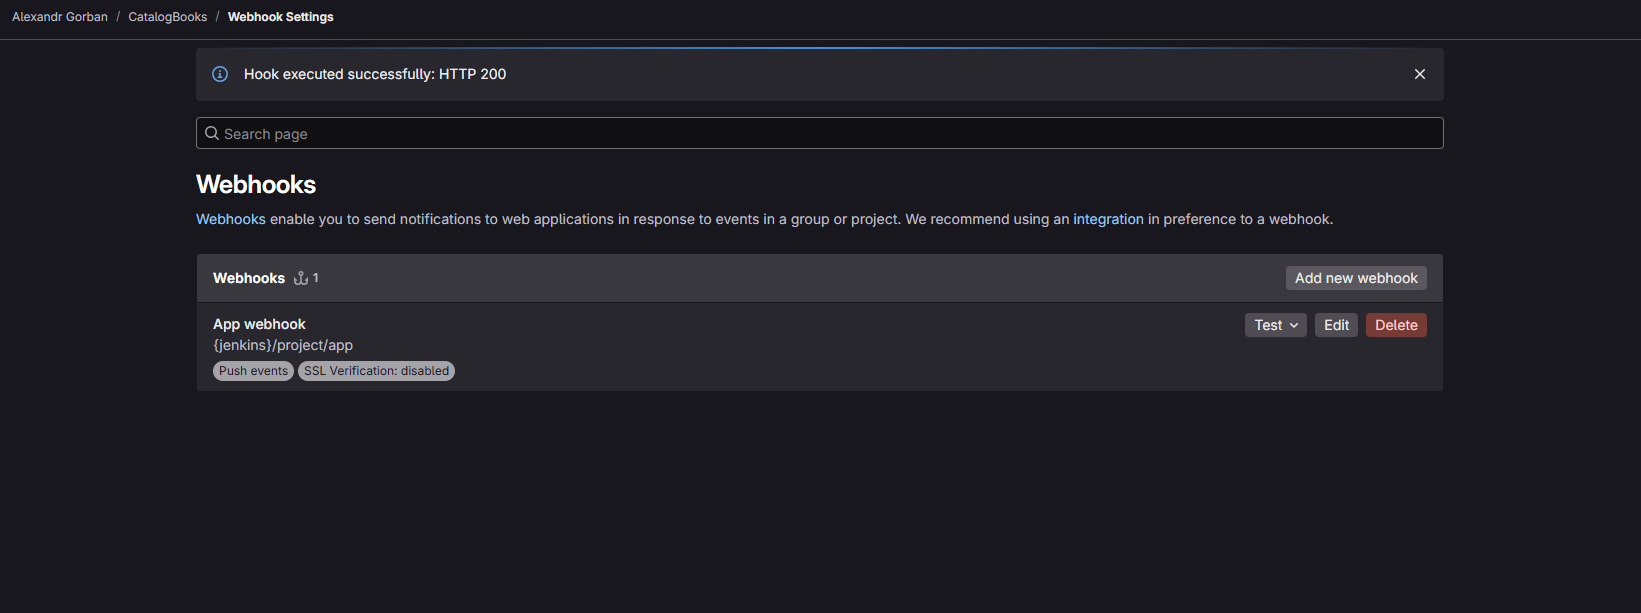 Alexandr Gorban / CatalogBooks / Webhook Settings
Hook executed successfully: HTTP 200
Search page
Webhooks
Webhooks enable you to send notifications to web applications in response to events in a group or project. We recommend using an integration in preference to a webhook.
Webhooks 1 Add new webhook
App webhook Test Edit Delete
{jenkins}/project/app
Push events SSL Verification: disabled